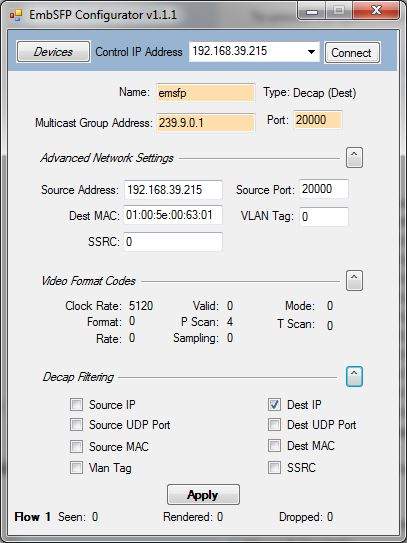 EmbSFP Configurator v1.1.1
Devices Control IP Address 192.168.39.215 Connect
Name: emsfp Type: Decap (Dest)
Multicast Group Address: 239.9.0.1 Port: 20000
Advanced Network Settings
Source Address: 192.168.39.215 Source Port: 20000
Dest MAC: 01:00:5e:00:63:01 VLAN Tag: 0
SSRC: 0
Video Format Codes
Clock Rate: 5120 Valid: 0 Mode: 0
Format: 0 P Scan: 4 T Scan: 0
Rate: 0 Sampling: 0
Decap Filtering
Source IP Dest IP
Source UDP Port Dest UDP Port
Source MAC Dest MAC
Vlan Tag SSRC
Apply
Flow 1 Seen: 0 Rendered: 0 Dropped: 0